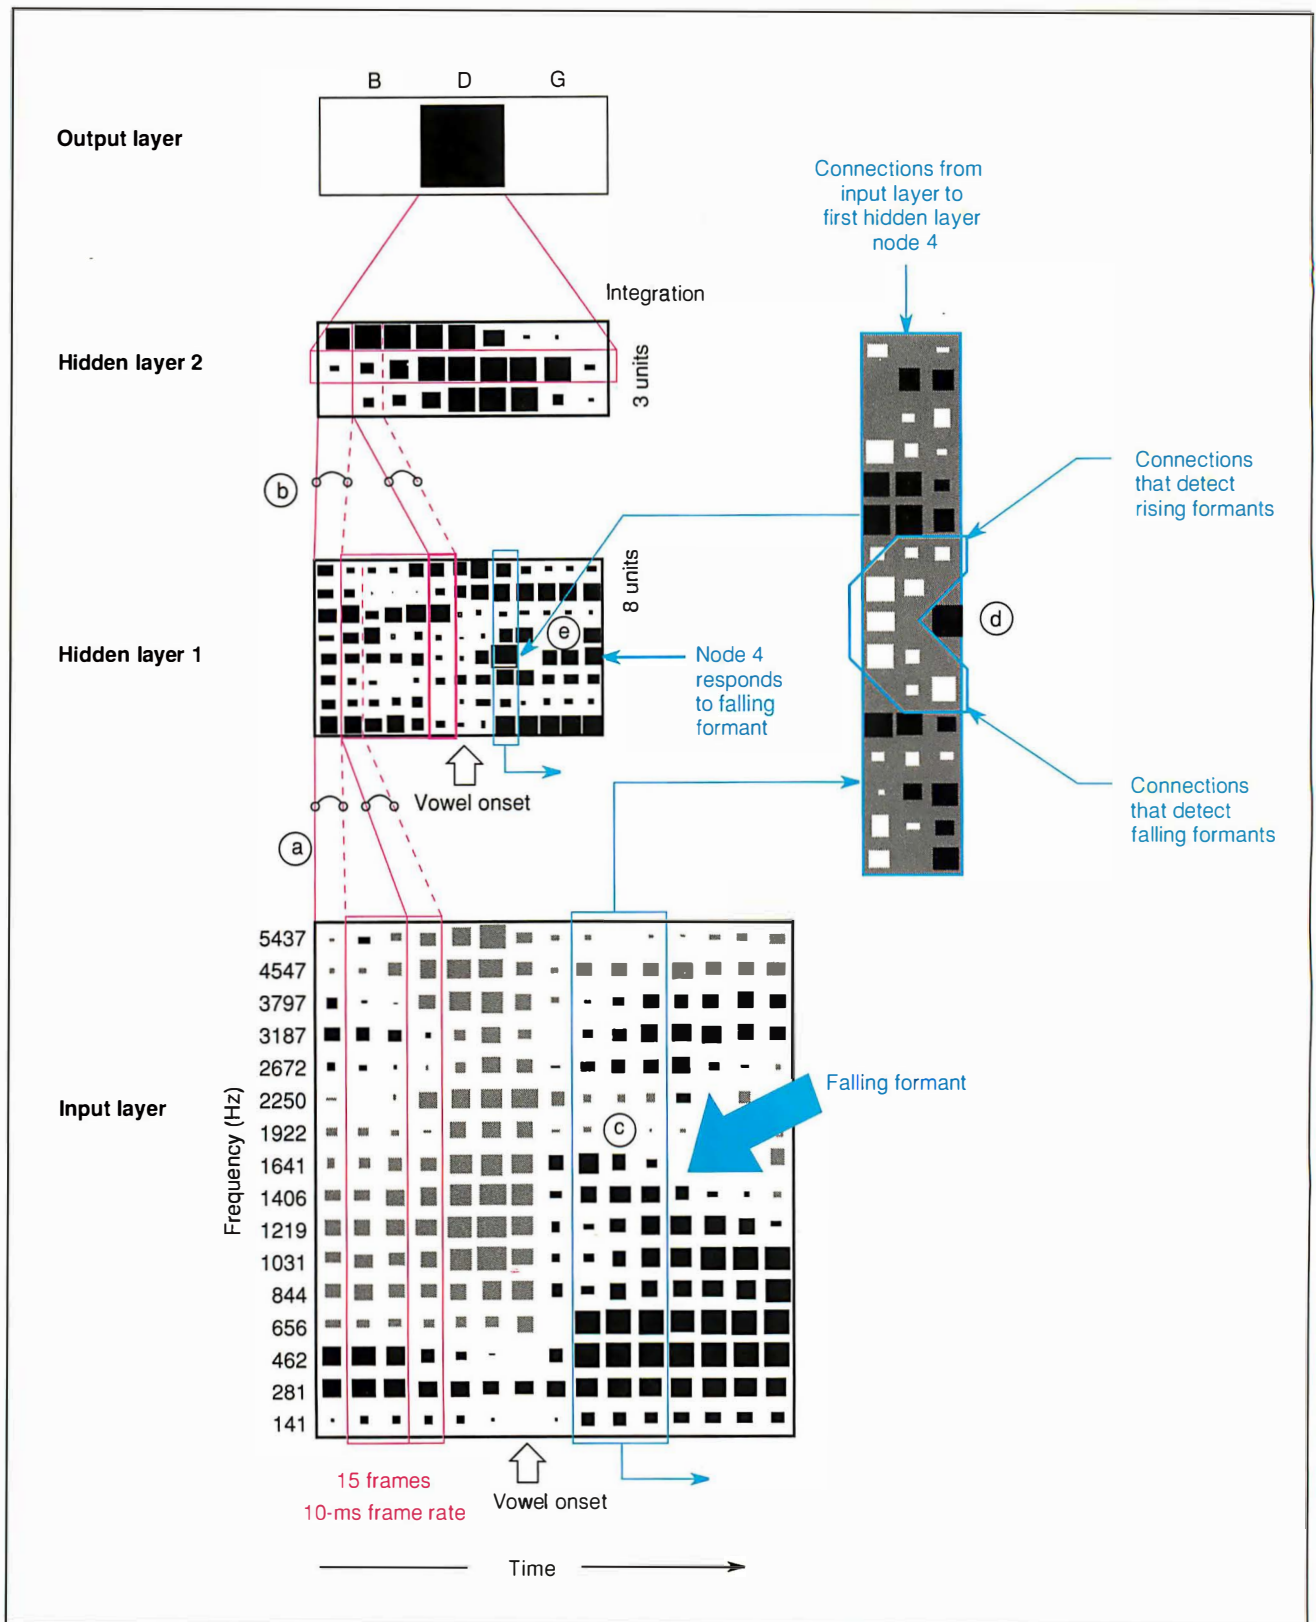 B D G
Output layer
Connections from
input layer to
first hidden layer
node 4
Integration
Hidden layer 2
3 units
b
Connections
that detect
rising formants
8 units
d
e
Hidden layer 1
Node 4
responds
to falling
formant
Vowel onset
a
Connections
that detect
falling formants
Input layer
Frequency (Hz)
5437
4547
3797
3187
2672
2250
1922
1641
1406
1219
1031
844
656
462
281
141
Falling formant
c
15 frames
10-ms frame rate
Vowel onset
Time